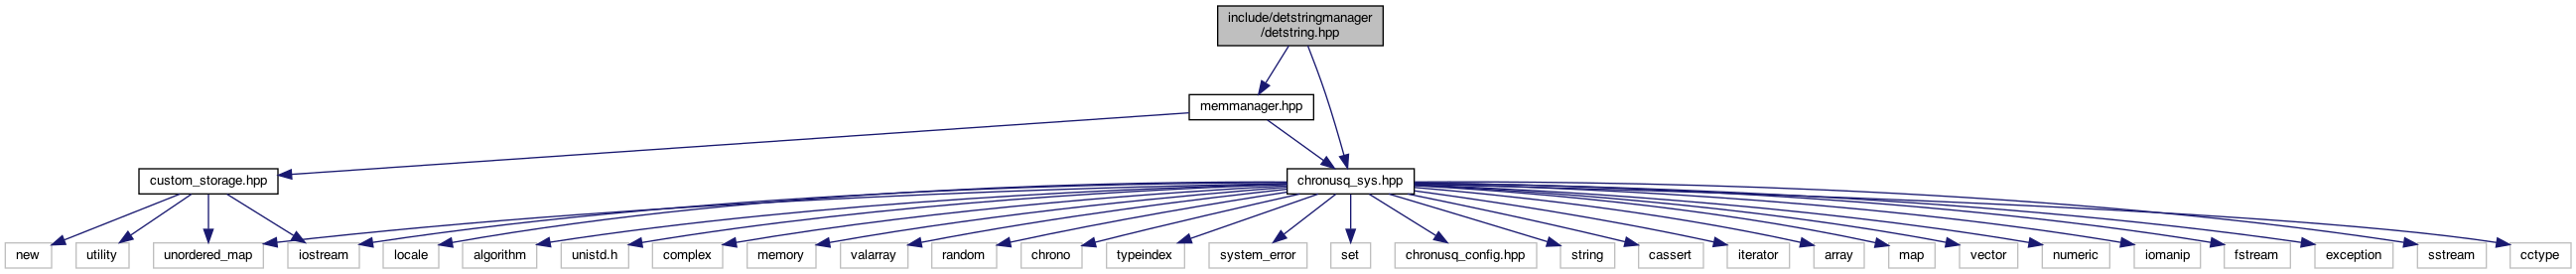 include/detstringmanager
/detstring.hpp
memmanager.hpp
custom_storage.hpp
chronusq_sys.hpp
new
utility
unordered_map
iostream
locale
algorithm
unistd.h
complex
memory
valarray
random
chrono
typeindex
system_error
set
chronusq_config.hpp
string
cassert
iterator
array
map
vector
numeric
iomanip
fstream
exception
sstream
cctype